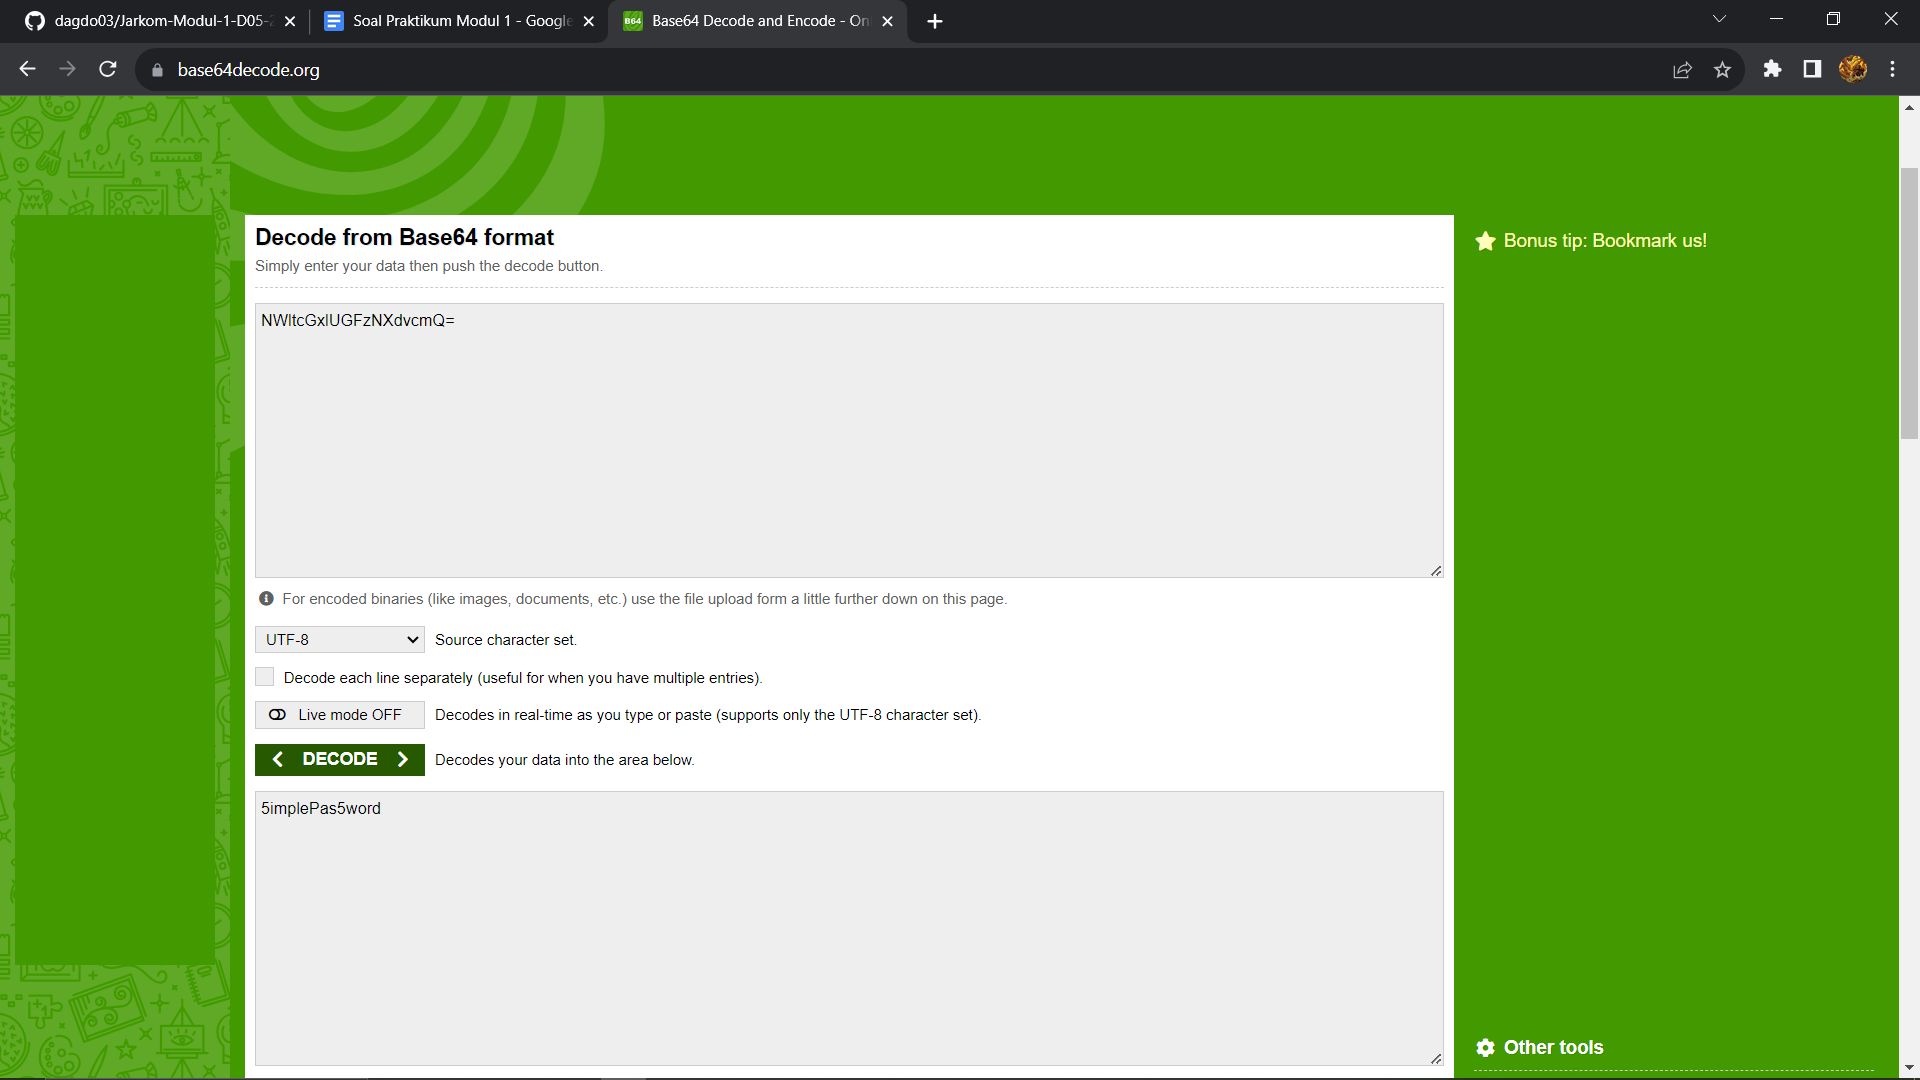 dagdo03/Jarkom-Modul-1-D05-2
Soal Praktikum Modul 1 - Google
B64 Base64 Decode and Encode - On
base64decode.org
Decode from Base64 format
Simply enter your data then push the decode button.
Bonus tip: Bookmark us!
NWltcGxlUGFzNXdvcmQ=
For encoded binaries (like images, documents, etc.) use the file upload form a little further down on this page.
UTF-8 Source character set.
Decode each line separately (useful for when you have multiple entries).
Live mode OFF Decodes in real-time as you type or paste (supports only the UTF-8 character set).
DECODE Decodes your data into the area below.
5implePas5word
Other tools